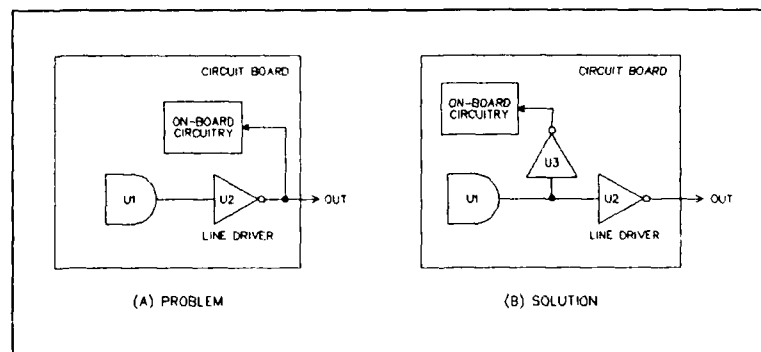 CIRCUIT BOARD
ON-BOARD
CIRCUITRY
U1
U2
OUT
LINE DRIVER
(A) PROBLEM
CIRCUIT BOARD
ON-BOARD
CIRCUITRY
U3
U1
U2
OUT
LINE DRIVER
(B) SOLUTION